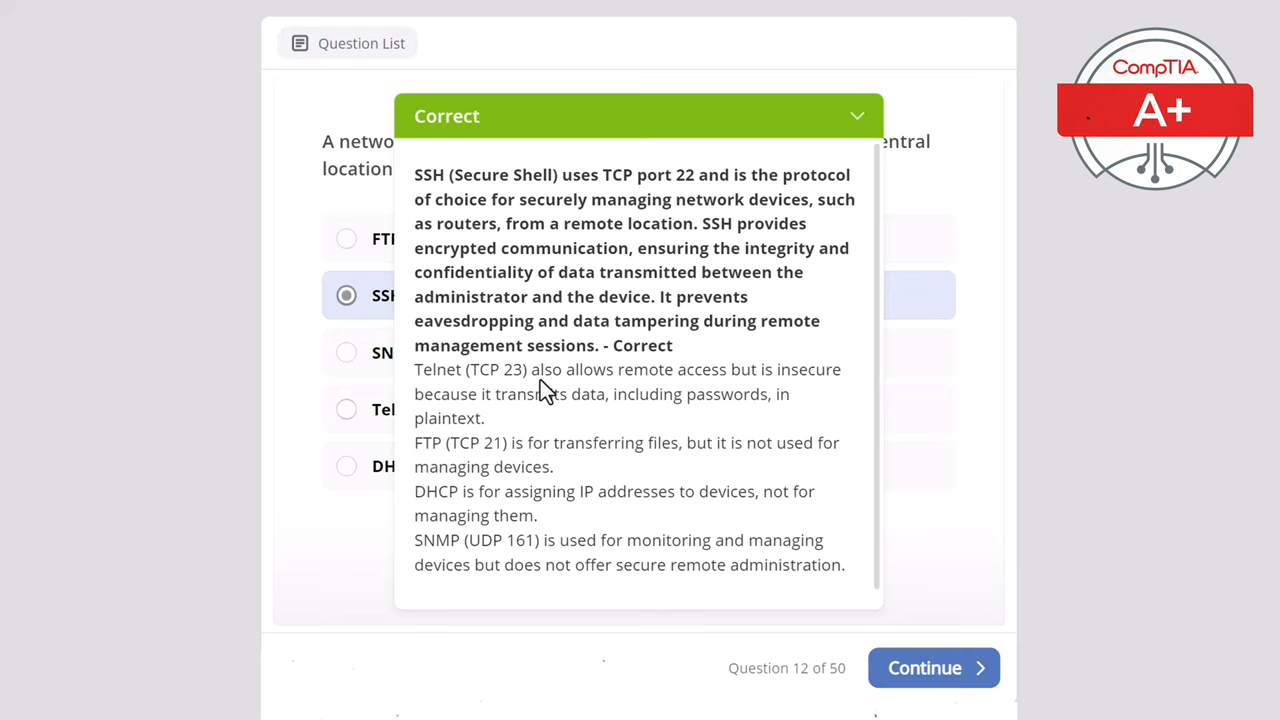 Question List
CompTIA.
A+
Correct
A netwo
entral
location
SSH (Secure Shell) uses TCP port 22 and is the protocol
of choice for securely managing network devices, such
as routers, from a remote location. SSH provides
encrypted communication, ensuring the integrity and
confidentiality of data transmitted between the
administrator and the device. It prevents
eavesdropping and data tampering during remote
management sessions. - Correct
Telnet (TCP 23) also allows remote access but is insecure
because it transmits data, including passwords, in
plaintext.
FTP (TCP 21) is for transferring files, but it is not used for
managing devices.
DHCP is for assigning IP addresses to devices, not for
managing them.
SNMP (UDP 161) is used for monitoring and managing
devices but does not offer secure remote administration.
FTP
SSH
SN
Tel
DH
Question 12 of 50
Continue